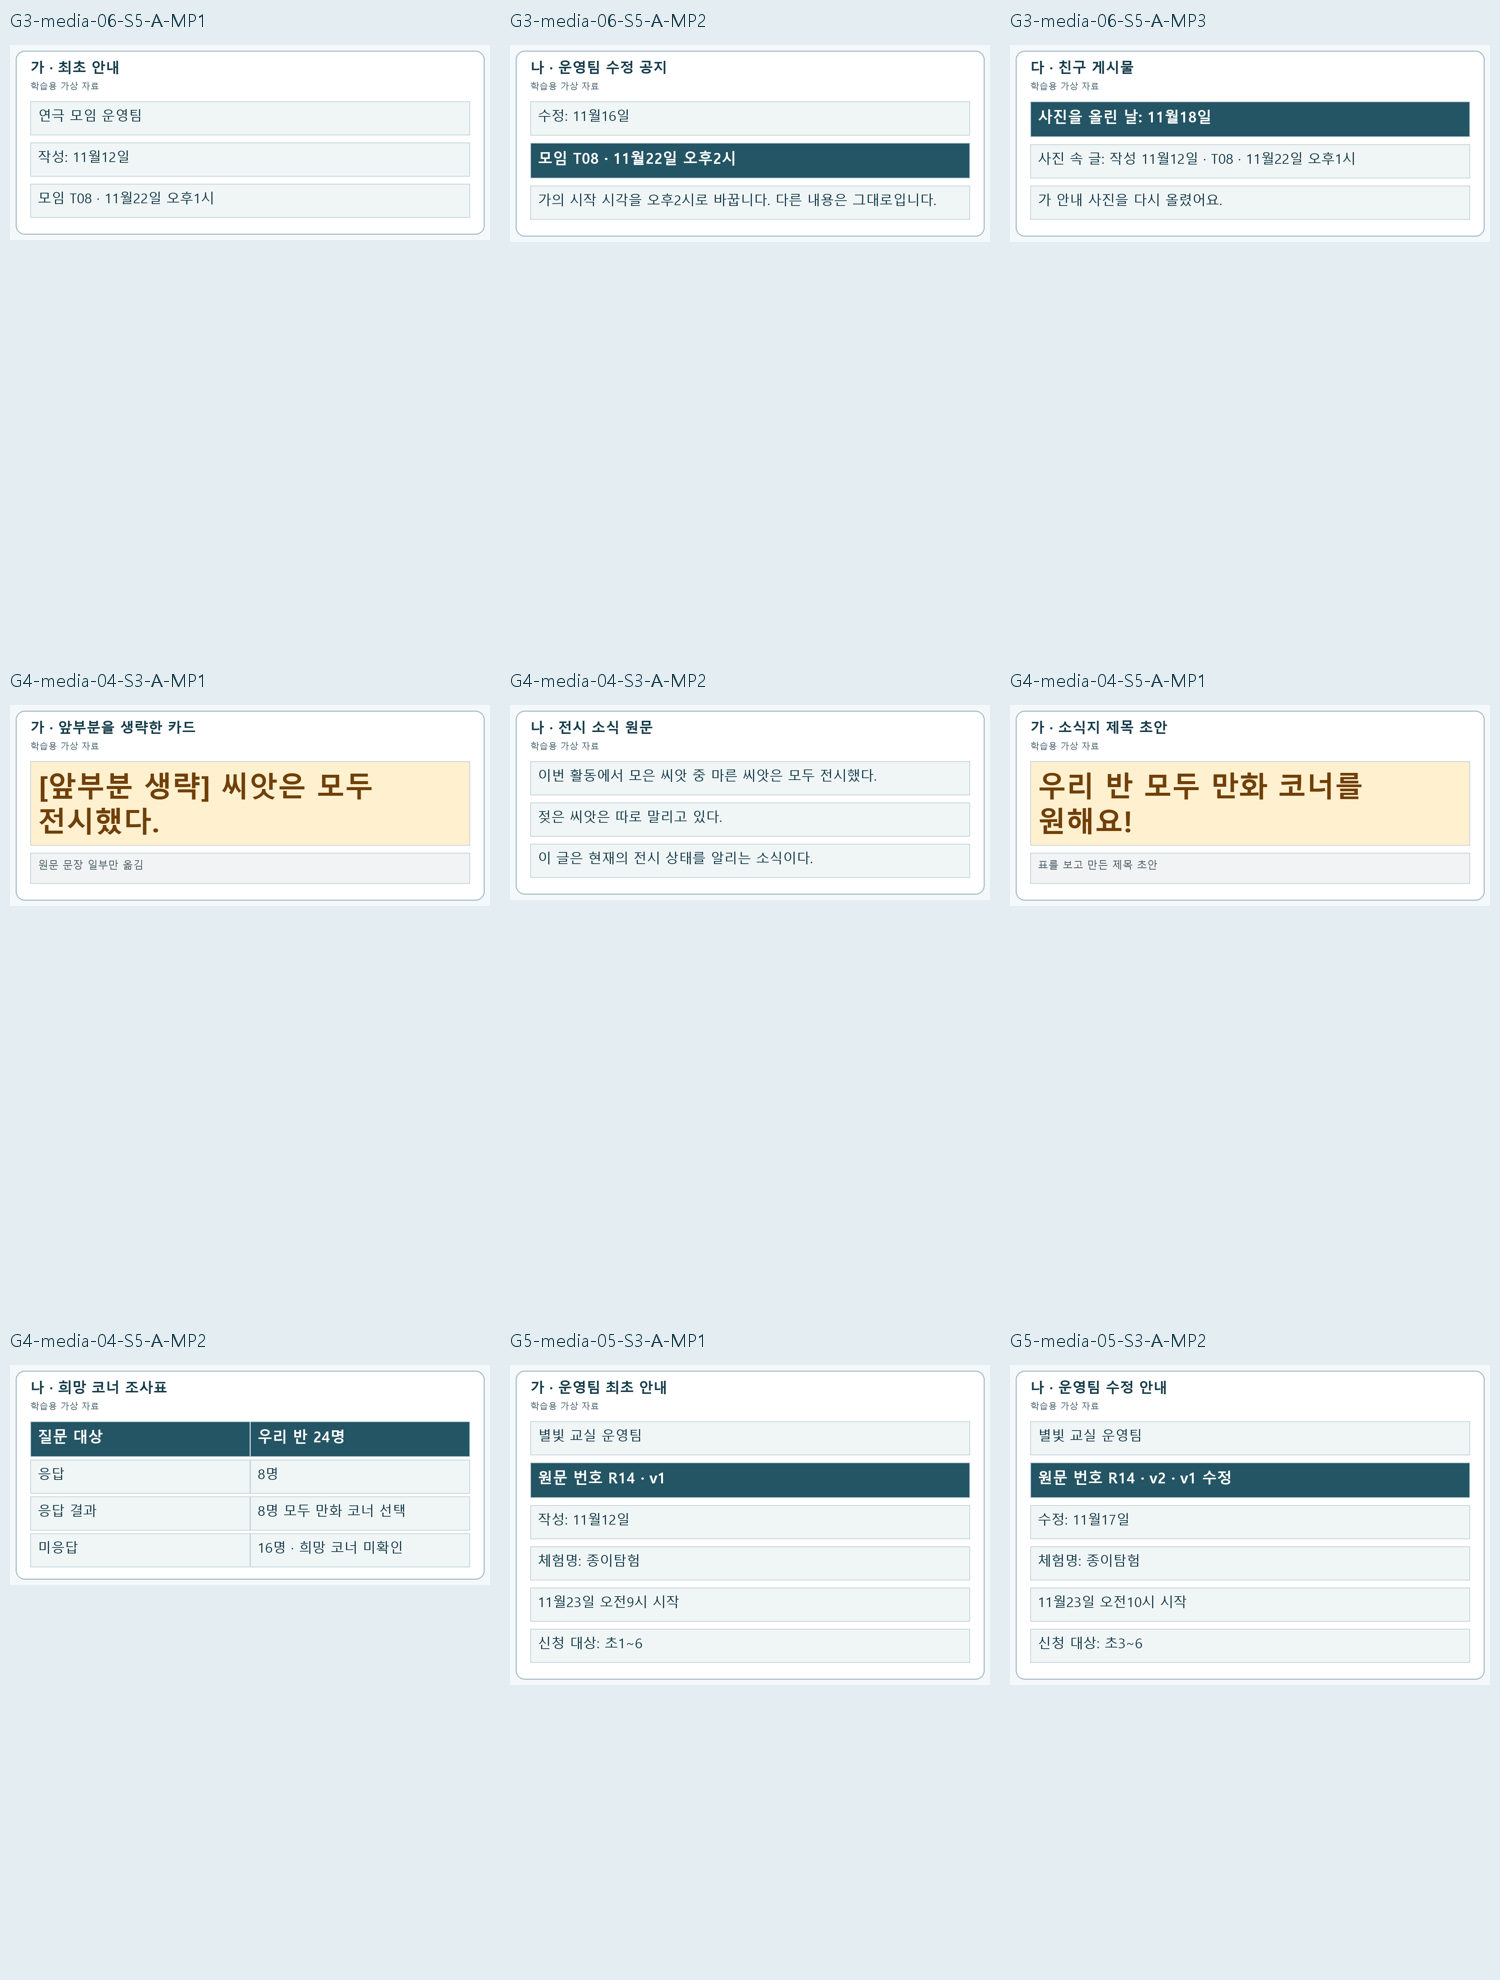 G3-media-06-S5-A-MP1
가 · 최초 안내
학습용 가상 자료
연극 모임 운영팀
작성: 11월12일
모임 T08 · 11월22일 오후1시
G3-media-06-S5-A-MP2
나 · 운영팀 수정 공지
학습용 가상 자료
수정: 11월16일
모임 T08 · 11월22일 오후2시
가의 시작 시각을 오후2시로 바꿉니다. 다른 내용은 그대로입니다.
G3-media-06-S5-A-MP3
다 · 친구 게시물
학습용 가상 자료
사진을 올린 날: 11월18일
사진 속 글: 작성 11월12일 · T08 · 11월22일 오후1시
가 안내 사진을 다시 올렸어요.
G4-media-04-S3-A-MP1
가 · 앞부분을 생략한 카드
학습용 가상 자료
[앞부분 생략] 씨앗은 모두
전시했다.
원문 문장 일부만 옮김
G4-media-04-S3-A-MP2
나 · 전시 소식 원문
학습용 가상 자료
이번 활동에서 모은 씨앗 중 마른 씨앗은 모두 전시했다.
젖은 씨앗은 따로 말리고 있다.
이 글은 현재의 전시 상태를 알리는 소식이다.
G4-media-04-S5-A-MP1
가 · 소식지 제목 초안
학습용 가상 자료
우리 반 모두 만화 코너를
원해요!
표를 보고 만든 제목 초안
G4-media-04-S5-A-MP2
나 · 희망 코너 조사표
학습용 가상 자료
질문 대상 우리 반 24명
응답 8명
응답 결과 8명 모두 만화 코너 선택
미응답 16명 · 희망 코너 미확인
G5-media-05-S3-A-MP1
가 · 운영팀 최초 안내
학습용 가상 자료
별빛 교실 운영팀
원문 번호 R14 · v1
작성: 11월12일
체험명: 종이탐험
11월23일 오전9시 시작
신청 대상: 초1~6
G5-media-05-S3-A-MP2
나 · 운영팀 수정 안내
학습용 가상 자료
별빛 교실 운영팀
원문 번호 R14 · v2 · v1 수정
수정: 11월17일
체험명: 종이탐험
11월23일 오전10시 시작
신청 대상: 초3~6